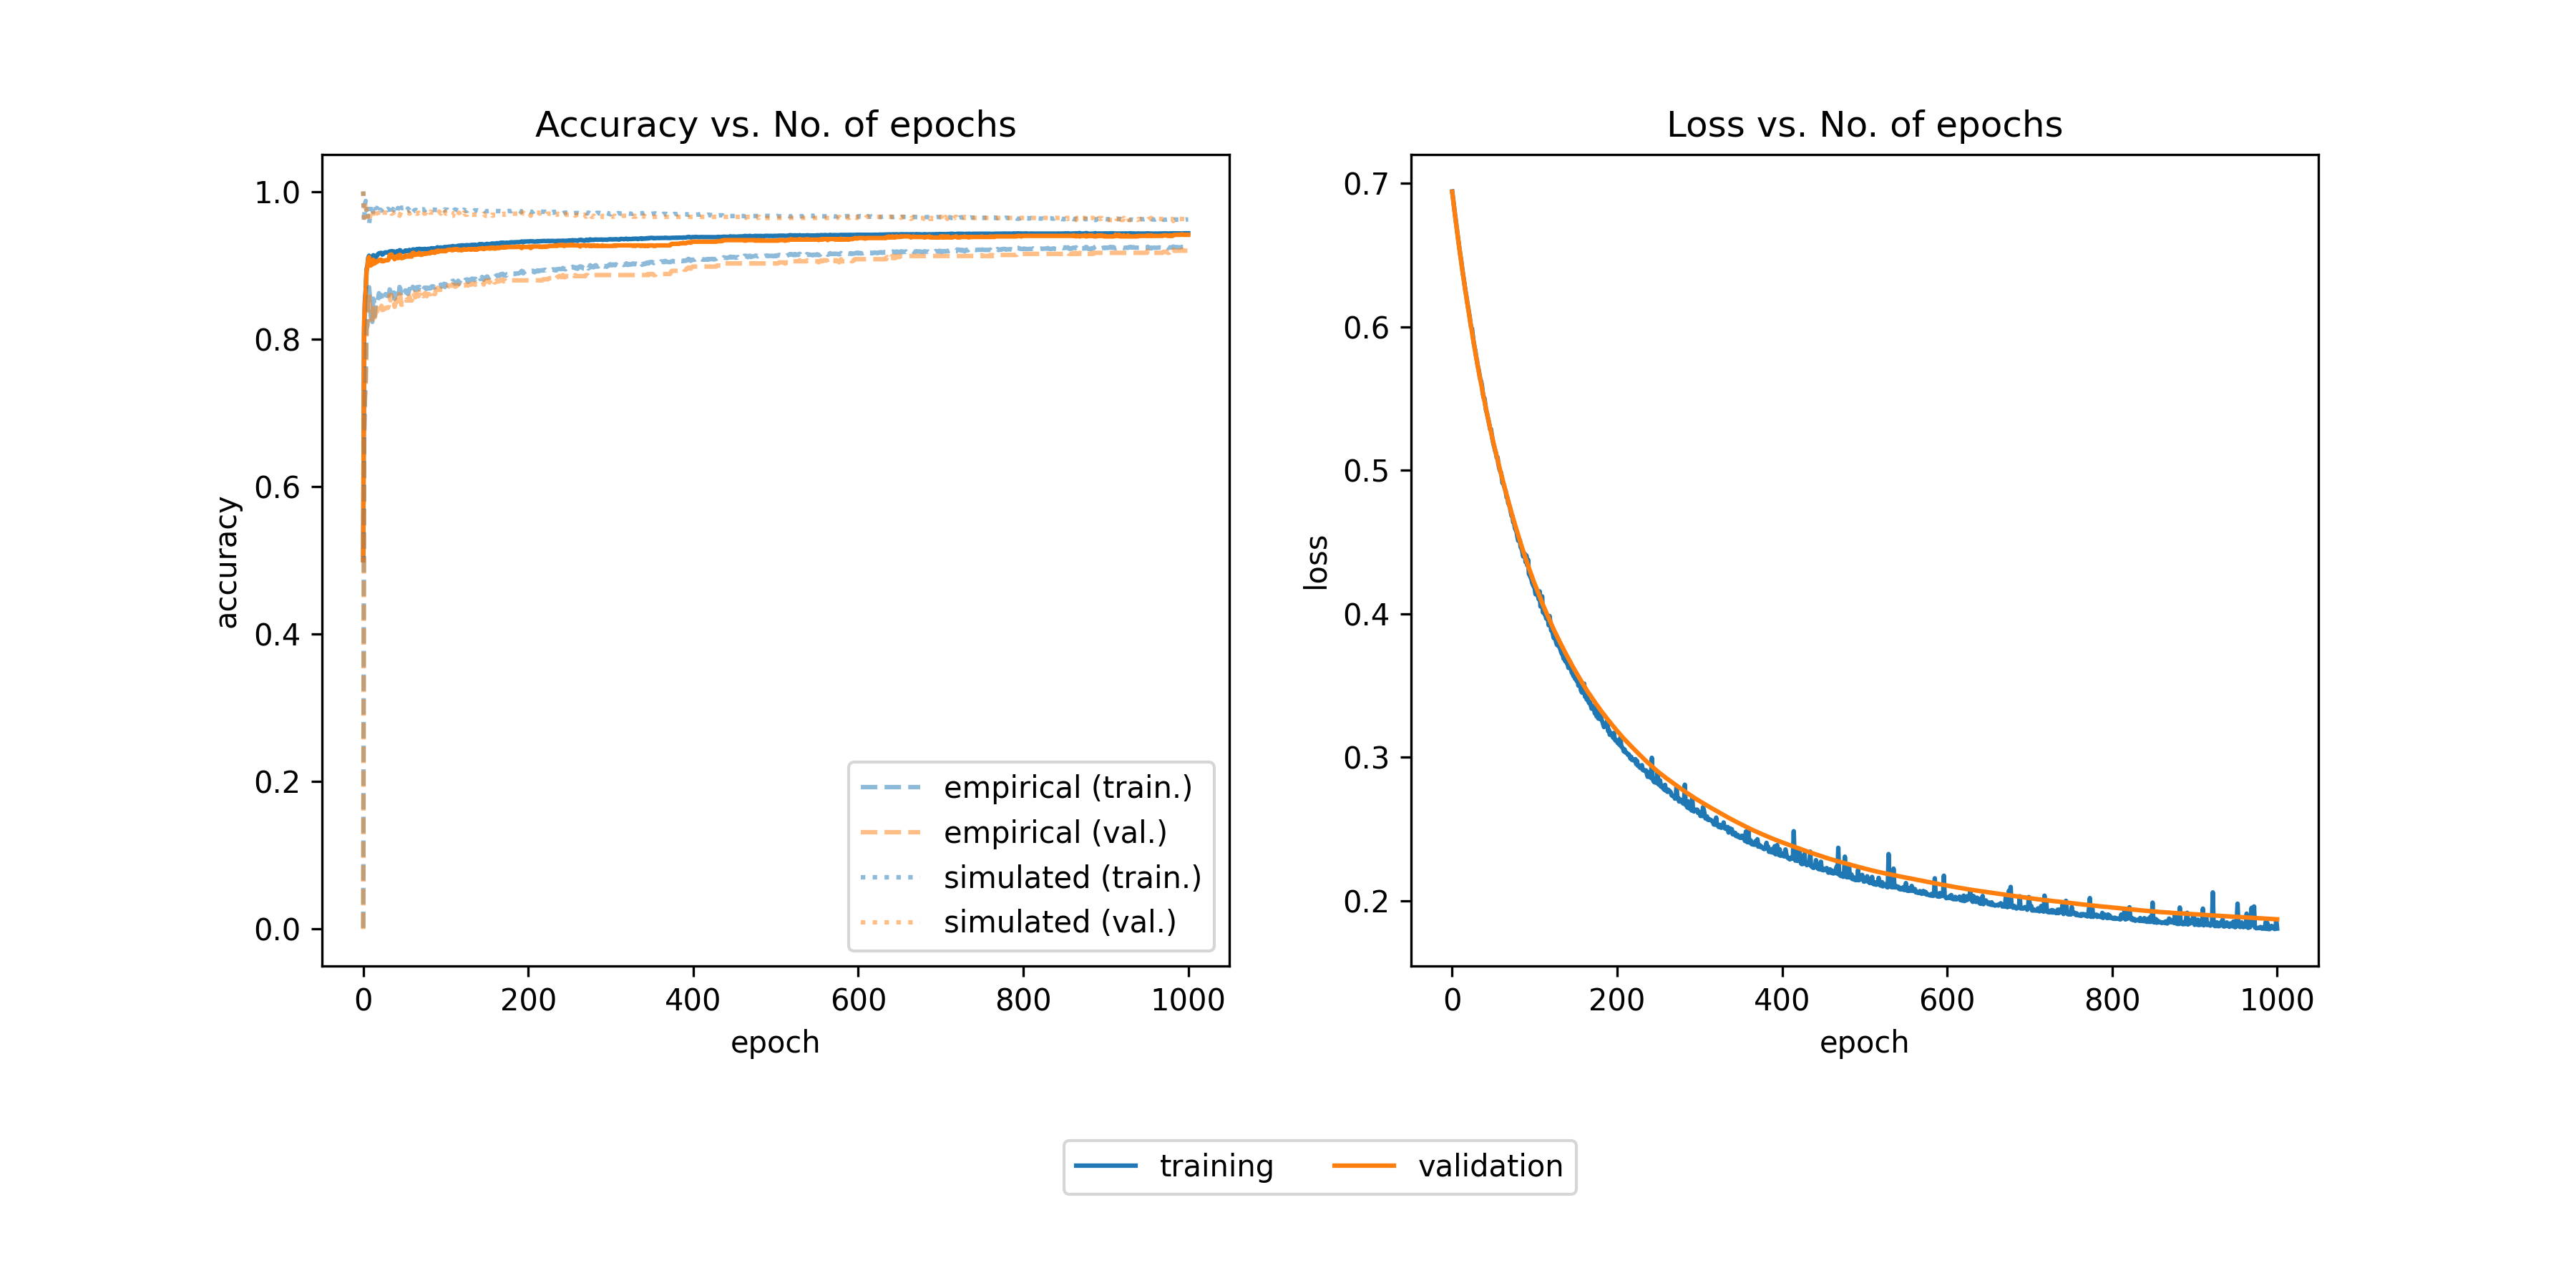 Accuracy vs. No. of epochs
1.0
0.8
0.6
0.4
0.2
0.0
accuracy
0 200 400 600 800 1000
epoch
empirical (train.)
empirical (val.)
simulated (train.)
simulated (val.)
Loss vs. No. of epochs
0.7
0.6
0.5
0.4
0.3
0.2
loss
0 200 400 600 800 1000
epoch
training validation